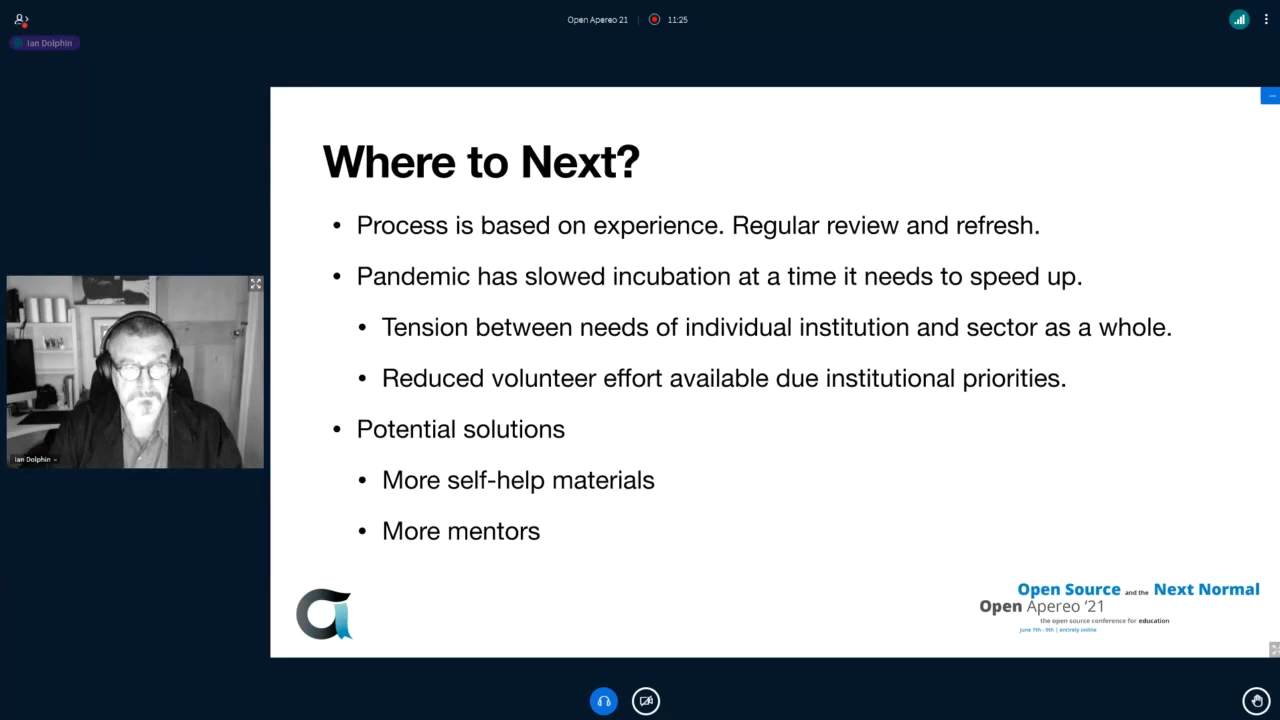 Open Apereo 21
11:25
Ian Dolphin
Where to Next?
• Process is based on experience. Regular review and refresh.
• Pandemic has slowed incubation at a time it needs to speed up.
• Tension between needs of individual institution and sector as a whole.
• Reduced volunteer effort available due institutional priorities.
• Potential solutions
• More self-help materials
• More mentors
Ian Dolphin
Open Source and the Next Normal
Open Apereo '21
the open source conference for education
june 7th - 9th | entirely online